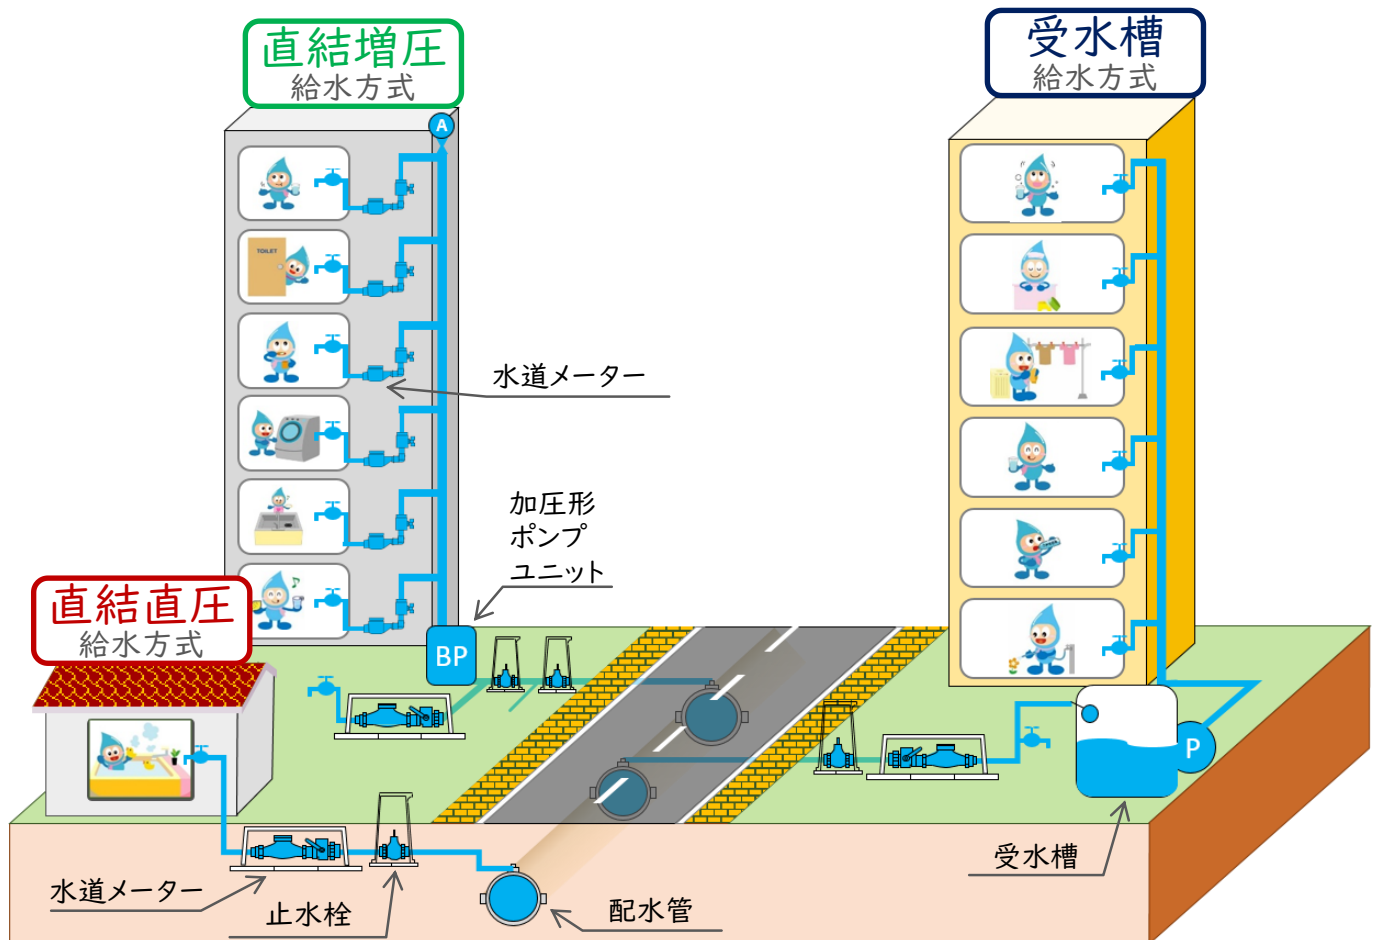 直結増圧
給水方式
受水槽
給水方式
A
TOILET
水道メーター
加圧形
ポンプ
ユニット
直結直圧
給水方式
BP
P
水道メーター
止水栓
配水管
受水槽